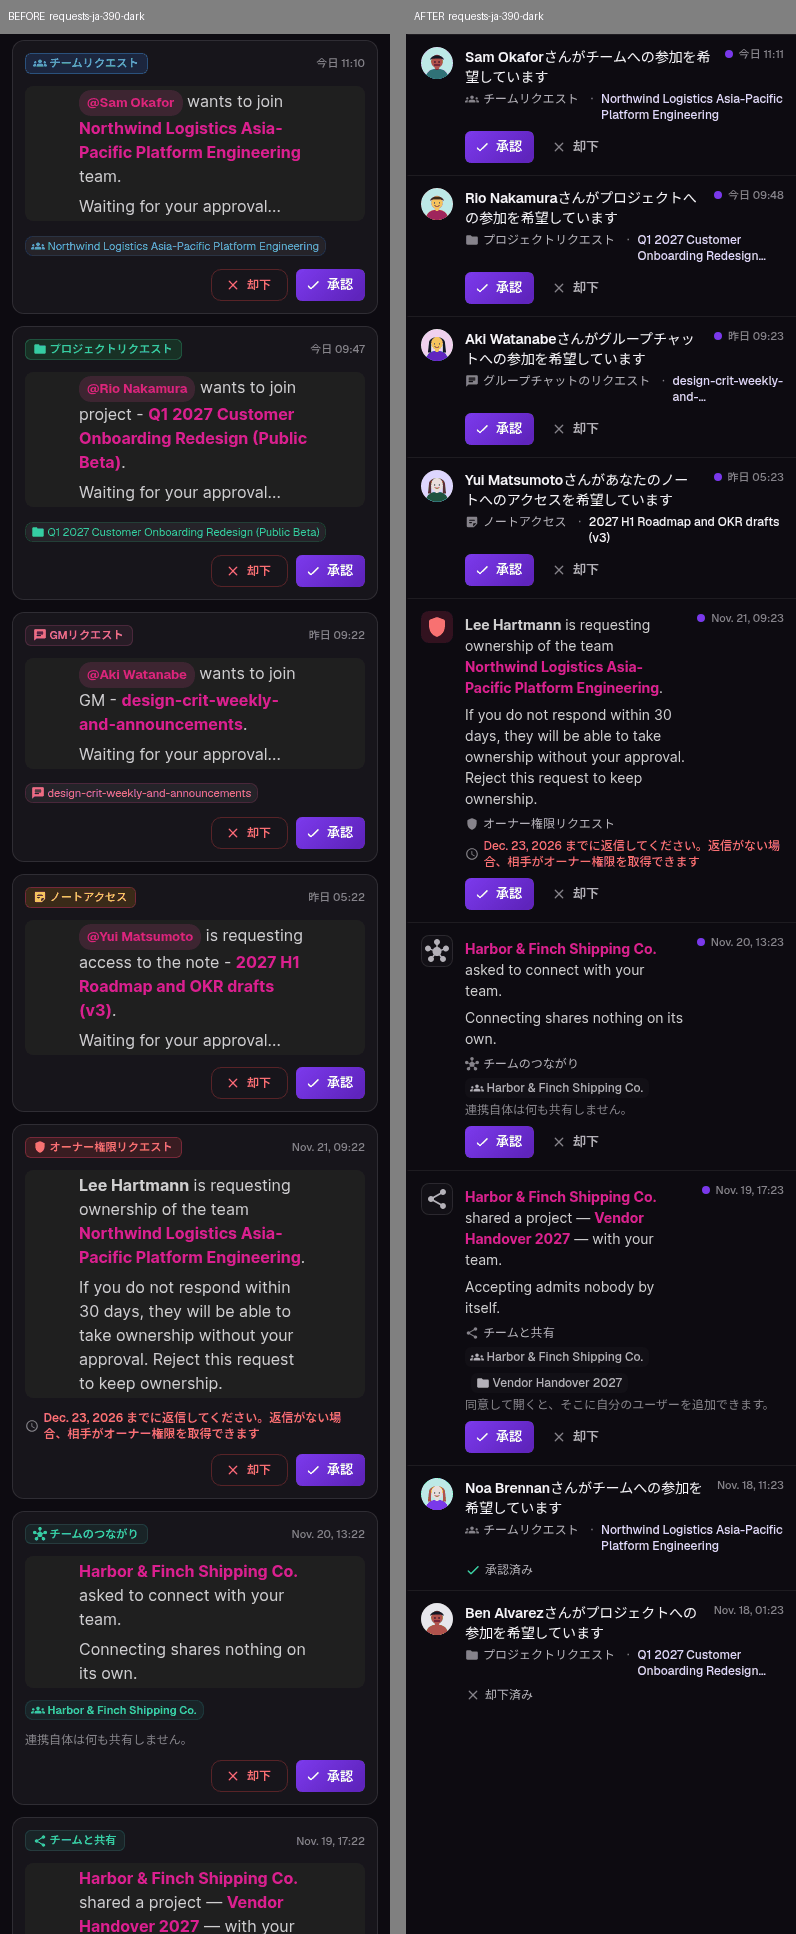 BEFORE requests-ja-390-dark
チームリクエスト
今日 11:10
@Sam Okafor wants to join
Northwind Logistics Asia-
Pacific Platform Engineering
team.
Waiting for your approval...
Northwind Logistics Asia-Pacific Platform Engineering
却下
承認
プロジェクトリクエスト
今日 09:47
@Rio Nakamura wants to join
project - Q1 2027 Customer
Onboarding Redesign (Public
Beta).
Waiting for your approval...
Q1 2027 Customer Onboarding Redesign (Public Beta)
却下
承認
GMリクエスト
昨日 09:22
@Aki Watanabe wants to join
GM - design-crit-weekly-
and-announcements.
Waiting for your approval...
design-crit-weekly-and-announcements
却下
承認
ノートアクセス
昨日 05:22
@Yui Matsumoto is requesting
access to the note - 2027 H1
Roadmap and OKR drafts
(v3).
Waiting for your approval...
却下
承認
オーナー権限リクエスト
Nov. 21, 09:22
Lee Hartmann is requesting
ownership of the team
Northwind Logistics Asia-
Pacific Platform Engineering.
If you do not respond within
30 days, they will be able to
take ownership without your
approval. Reject this request
to keep ownership.
Dec. 23, 2026 までに返信してください。返信がない場
合、相手がオーナー権限を取得できます
却下
承認
チームのつながり
Nov. 20, 13:22
Harbor & Finch Shipping Co.
asked to connect with your
team.
Connecting shares nothing on
its own.
Harbor & Finch Shipping Co.
連携自体は何も共有しません。
却下
承認
チームと共有
Nov. 19, 17:22
Harbor & Finch Shipping Co.
shared a project — Vendor
Handover 2027 — with your
AFTER requests-ja-390-dark
Sam Okaforさんがチームへの参加を希
望しています
今日 11:11
チームリクエスト · Northwind Logistics Asia-Pacific
Platform Engineering
承認
却下
Rio Nakamuraさんがプロジェクトへ
の参加を希望しています
今日 09:48
プロジェクトリクエスト · Q1 2027 Customer
Onboarding Redesign…
承認
却下
Aki Watanabeさんがグループチャッ
トへの参加を希望しています
昨日 09:23
グループチャットのリクエスト · design-crit-weekly-
and-…
承認
却下
Yui Matsumotoさんがあなたのノー
トへのアクセスを希望しています
昨日 05:23
ノートアクセス · 2027 H1 Roadmap and OKR drafts
(v3)
承認
却下
Lee Hartmann is requesting
ownership of the team
Northwind Logistics Asia-
Pacific Platform Engineering.
Nov. 21, 09:23
If you do not respond within 30
days, they will be able to take
ownership without your approval.
Reject this request to keep
ownership.
オーナー権限リクエスト
Dec. 23, 2026 までに返信してください。返信がない場
合、相手がオーナー権限を取得できます
承認
却下
Harbor & Finch Shipping Co.
asked to connect with your
team.
Nov. 20, 13:23
Connecting shares nothing on its
own.
チームのつながり
Harbor & Finch Shipping Co.
連携自体は何も共有しません。
承認
却下
Harbor & Finch Shipping Co.
shared a project — Vendor
Handover 2027 — with your
team.
Nov. 19, 17:23
Accepting admits nobody by
itself.
チームと共有
Harbor & Finch Shipping Co.
Vendor Handover 2027
同意して開くと、そこに自分のユーザーを追加できます。
承認
却下
Noa Brennanさんがチームへの参加を
希望しています
Nov. 18, 11:23
チームリクエスト · Northwind Logistics Asia-Pacific
Platform Engineering
承認済み
Ben Alvarezさんがプロジェクトへの
参加を希望しています
Nov. 18, 01:23
プロジェクトリクエスト · Q1 2027 Customer
Onboarding Redesign…
却下済み